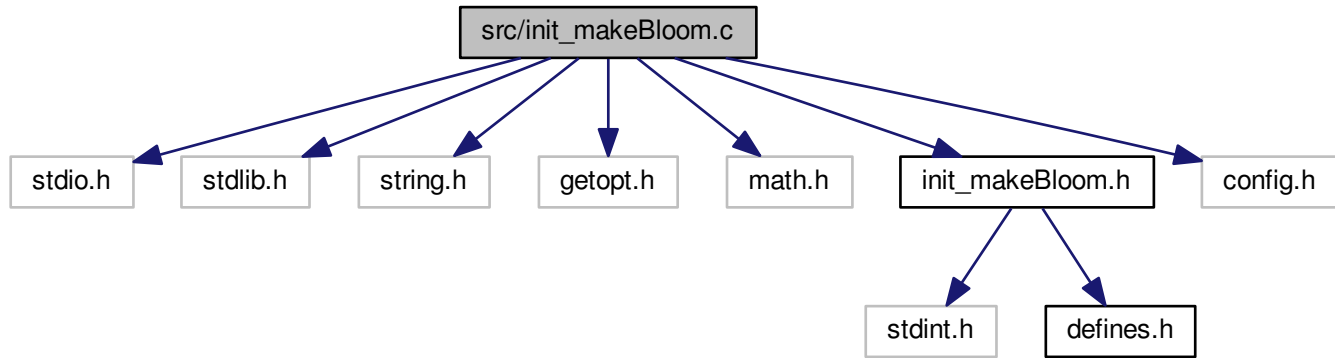 src/init_makeBloom.c
stdio.h
stdlib.h
string.h
getopt.h
math.h
init_makeBloom.h
config.h
stdint.h
defines.h